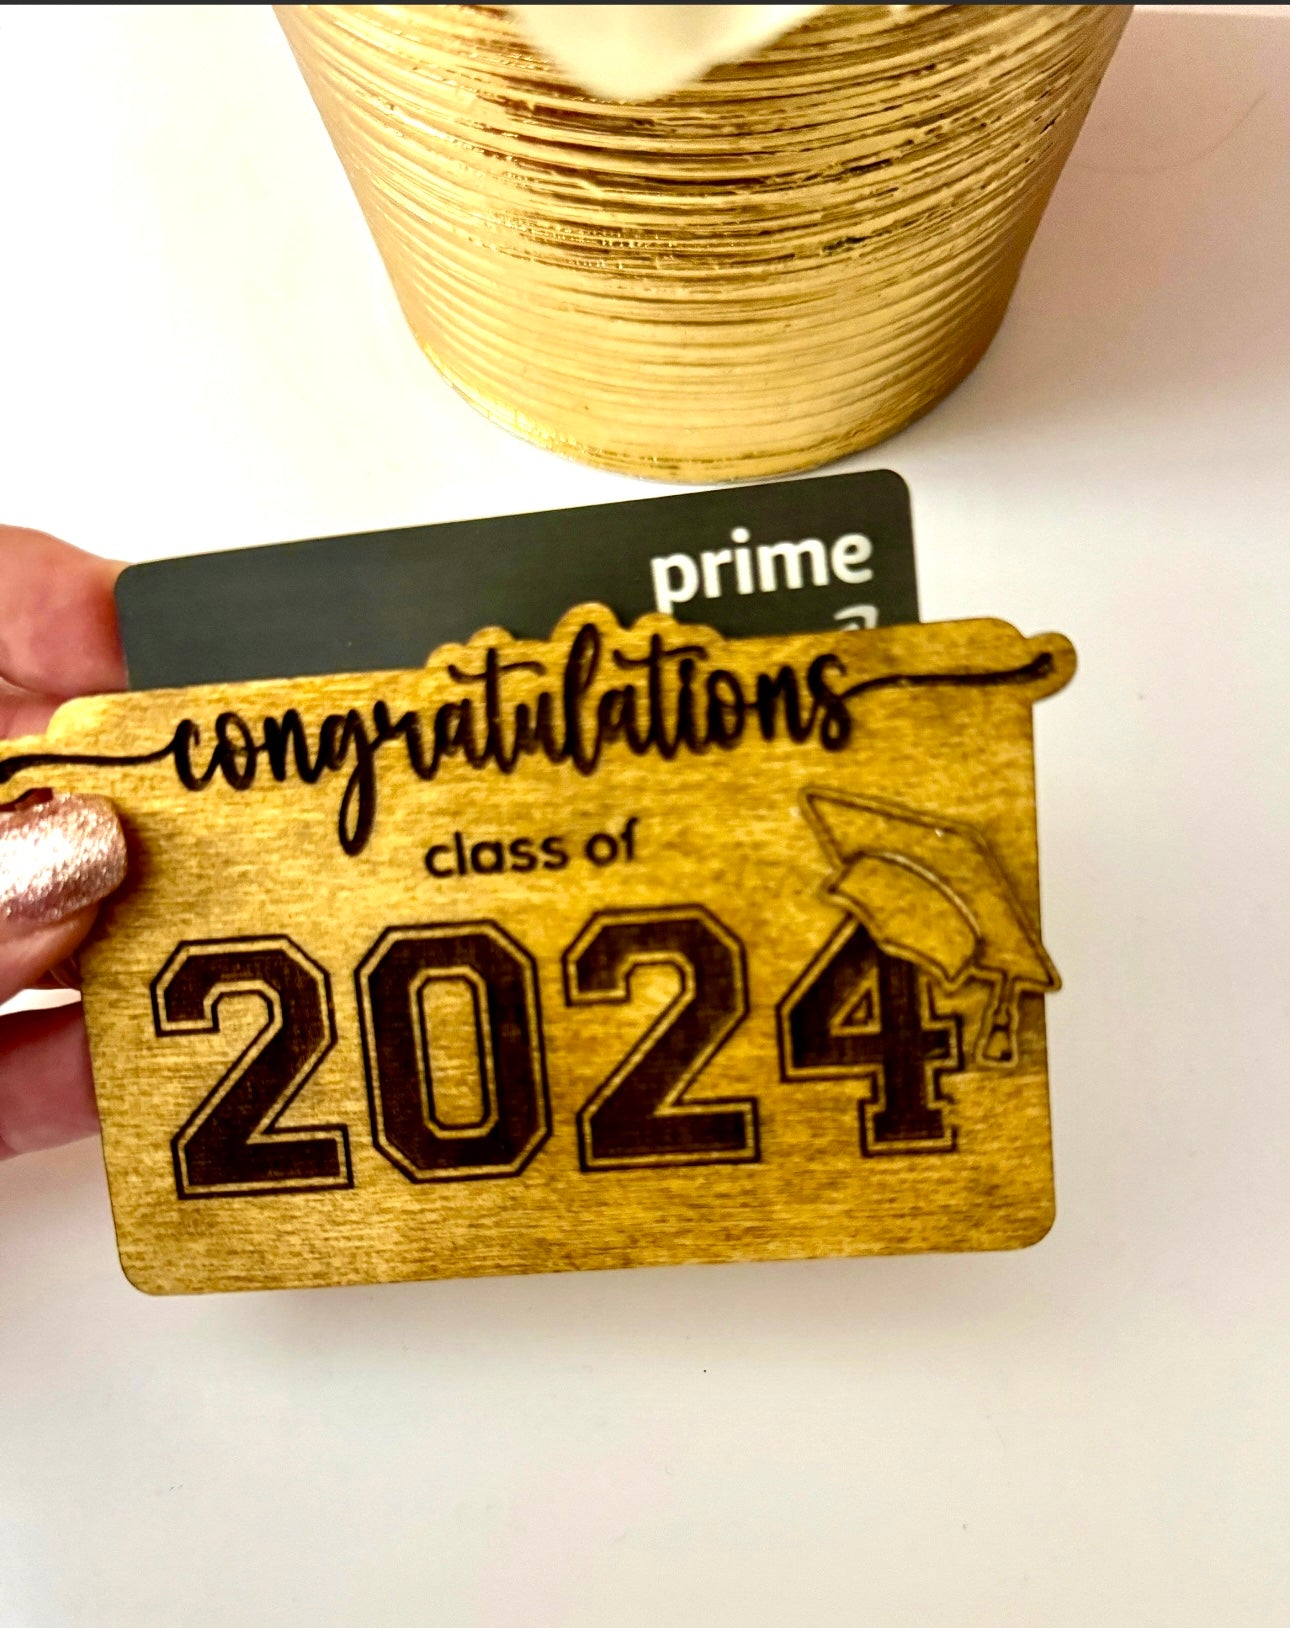 prime
congratulations
class of
2024